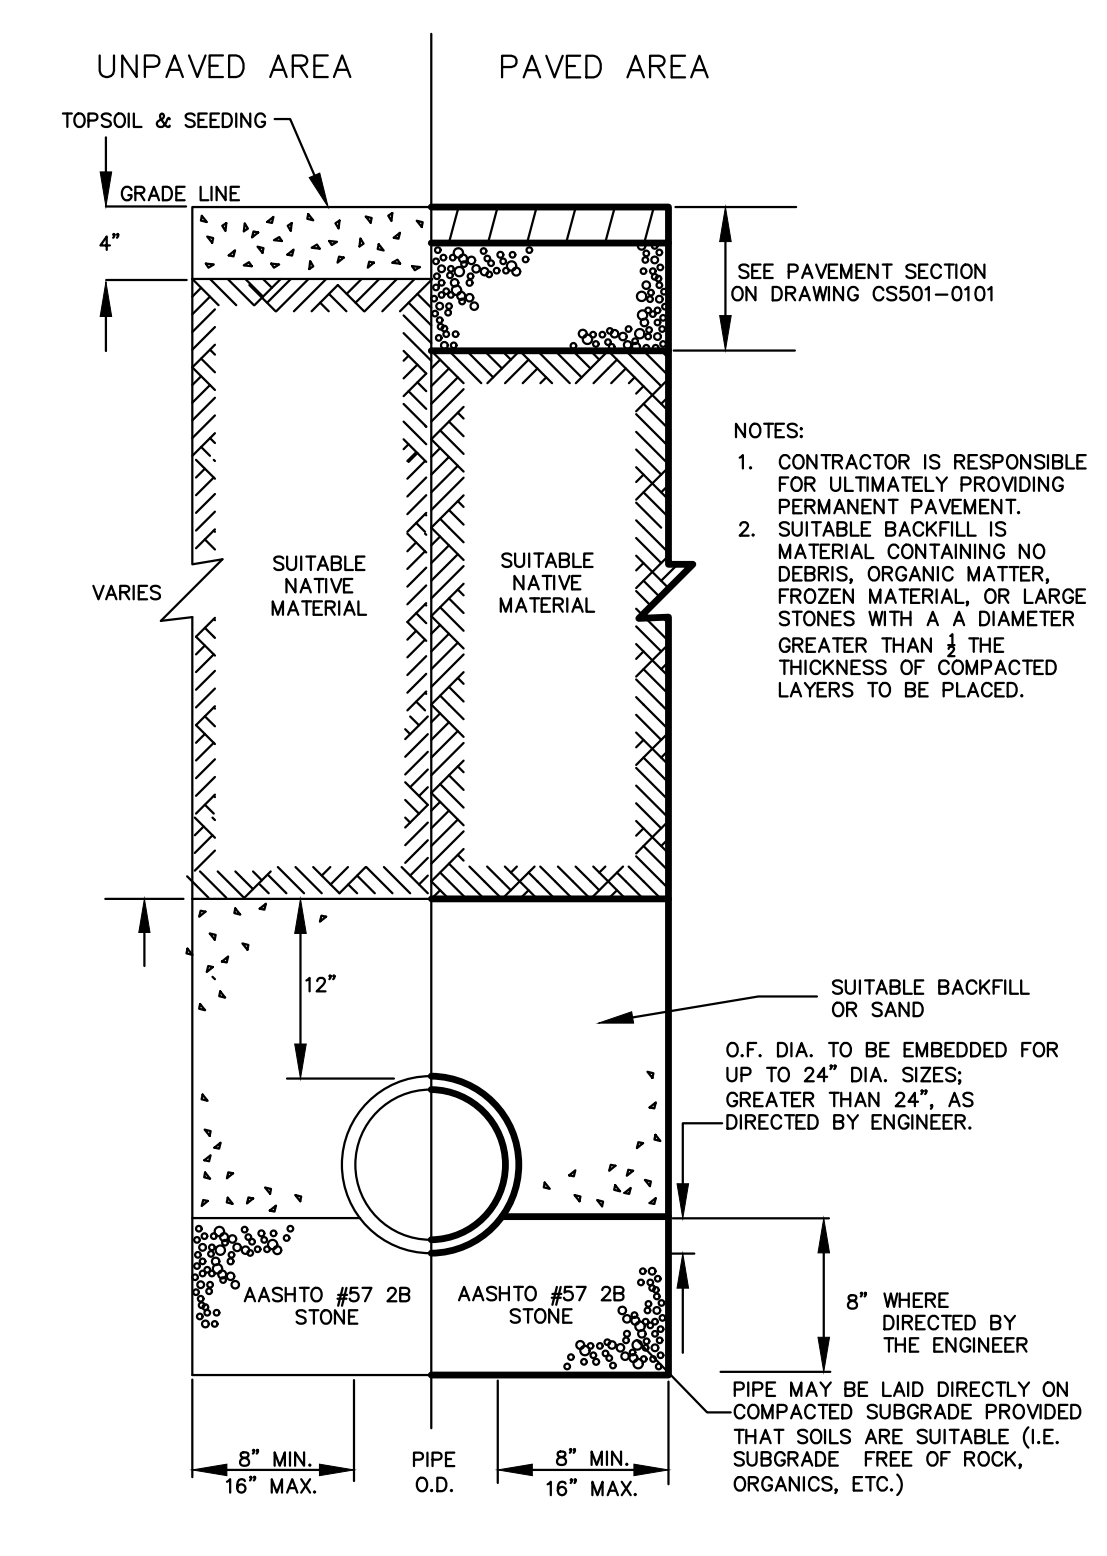 UNPAVED AREA
PAVED AREA
TOPSOIL & SEEDING
GRADE LINE
4"
SEE PAVEMENT SECTION
ON DRAWING CS501-0101
NOTES:
1. CONTRACTOR IS RESPONSIBLE
FOR ULTIMATELY PROVIDING
PERMANENT PAVEMENT.
2. SUITABLE BACKFILL IS
MATERIAL CONTAINING NO
DEBRIS, ORGANIC MATTER,
FROZEN MATERIAL, OR LARGE
STONES WITH A A DIAMETER
GREATER THAN 1/2 THE
THICKNESS OF COMPACTED
LAYERS TO BE PLACED.
VARIES
SUITABLE
NATIVE
MATERIAL
SUITABLE
NATIVE
MATERIAL
12"
SUITABLE BACKFILL
OR SAND
O.F. DIA. TO BE EMBEDDED FOR
UP TO 24" DIA. SIZES;
GREATER THAN 24", AS
DIRECTED BY ENGINEER.
AASHTO #57 2B
STONE
AASHTO #57 2B
STONE
8" WHERE
DIRECTED BY
THE ENGINEER
PIPE MAY BE LAID DIRECTLY ON
COMPACTED SUBGRADE PROVIDED
THAT SOILS ARE SUITABLE (I.E.
SUBGRADE FREE OF ROCK,
ORGANICS, ETC.)
8" MIN.
16" MAX.
PIPE
O.D.
8" MIN.
16" MAX.